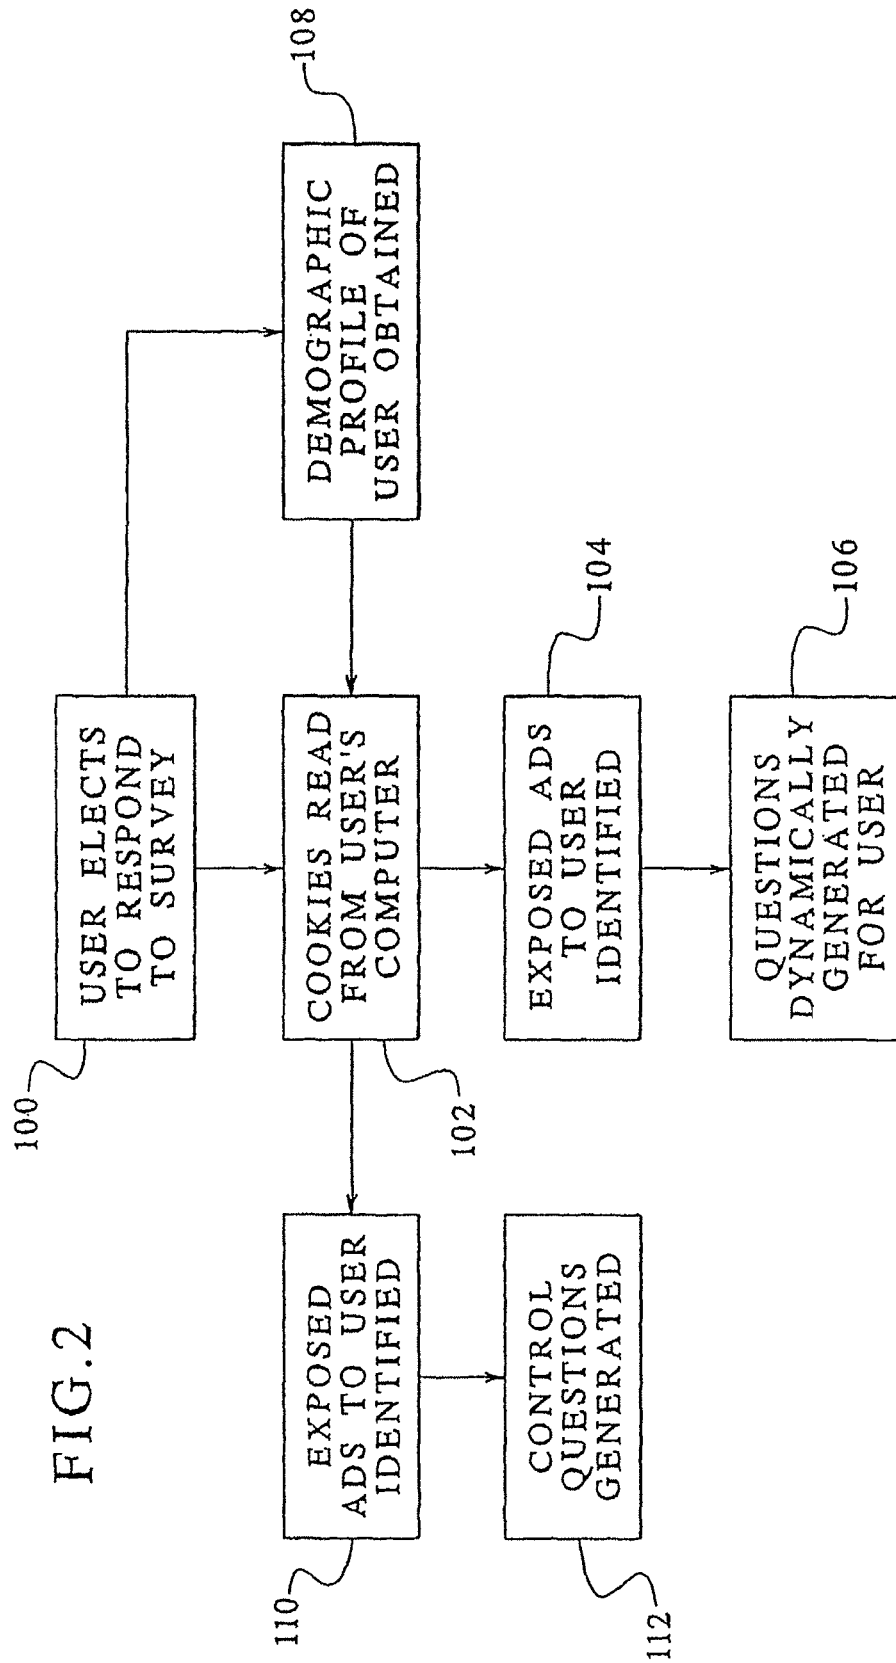 FIG.2
100
USER ELECTS
TO RESPOND
TO SURVEY
108
DEMOGRAPHIC
PROFILE OF
USER OBTAINED
102
COOKIES READ
FROM USER'S
COMPUTER
110
EXPOSED
ADS TO USER
IDENTIFIED
104
EXPOSED ADS
TO USER
IDENTIFIED
112
CONTROL
QUESTIONS
GENERATED
106
QUESTIONS
DYNAMICALLY
GENERATED
FOR USER